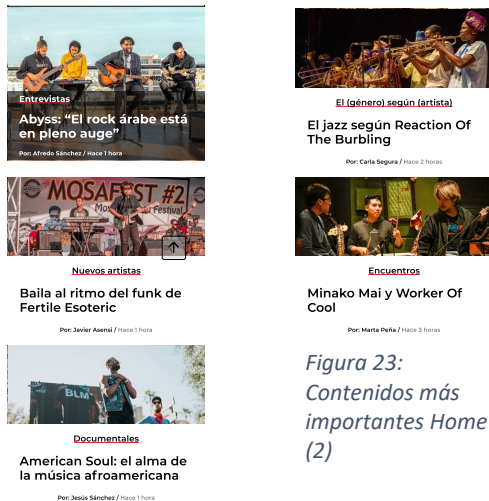 Entrevistas
Abyss: “El rock árabe está
en pleno auge”
Por: Afredo Sánchez / Hace 1 hora
MOSAFEST #2
Nuevos artistas
Baila al ritmo del funk de
Fertile Esoteric
Por: Javier Asensi / Hace 1 hora
BLM
Documentales
American Soul: el alma de
la música afroamericana
Por: Jesús Sánchez / Hace 1 hora
El (género) según (artista)
El jazz según Reaction Of
The Burbling
Por: Carla Segura / Hace 2 horas
Encuentros
Minako Mai y Worker Of
Cool
Por: Marta Peña / Hace 3 horas
Figura 23:
Contenidos más
importantes Home
(2)